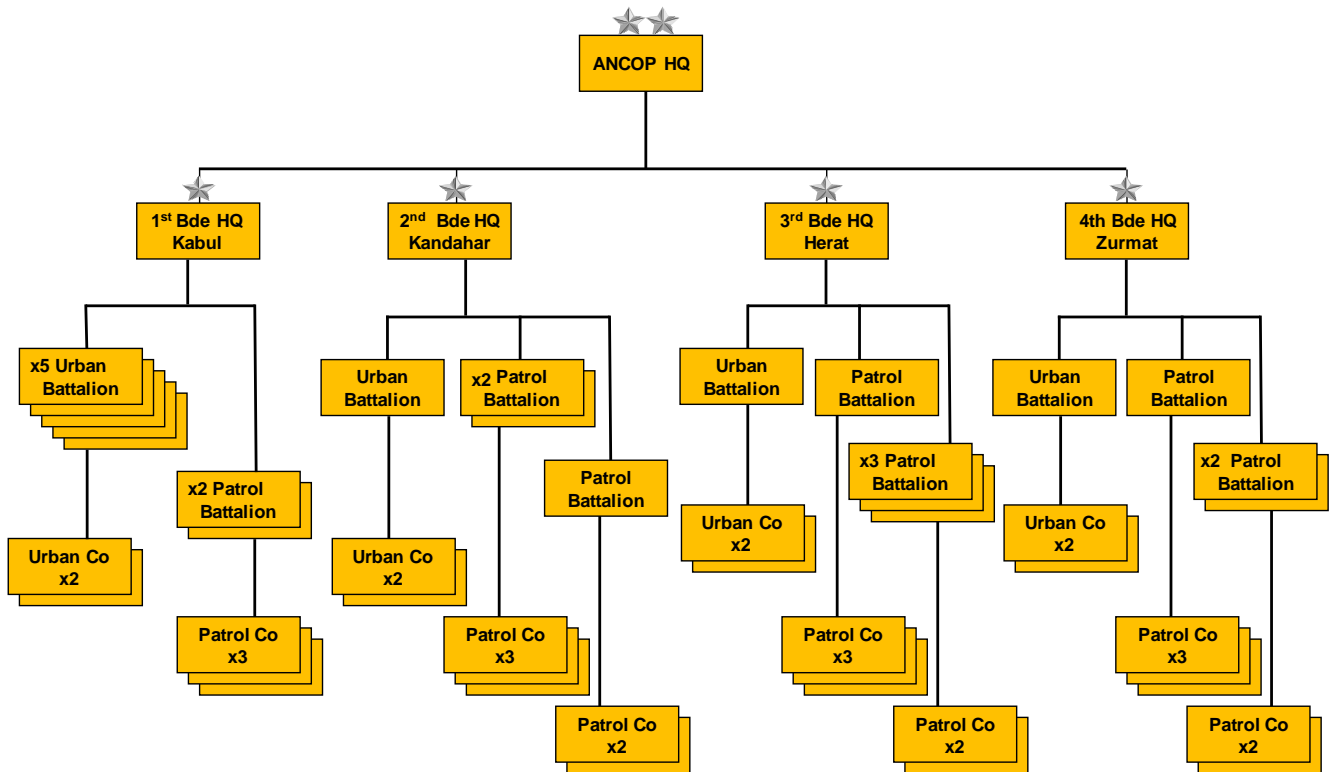 ANCOP HQ
1st Bde HQ
Kabul
2nd Bde HQ
Kandahar
3rd Bde HQ
Herat
4th Bde HQ
Zurmat
x5 Urban
Battalion
Urban
Battalion
x2 Patrol
Battalion
Urban
Battalion
Patrol
Battalion
Urban
Battalion
Patrol
Battalion
x2 Patrol
Battalion
Patrol
Battalion
x3 Patrol
Battalion
x2 Patrol
Battalion
Urban Co
x2
Urban Co
x2
Urban Co
x2
Urban Co
x2
Patrol Co
x3
Patrol Co
x3
Patrol Co
x3
Patrol Co
x3
Patrol Co
x2
Patrol Co
x2
Patrol Co
x2